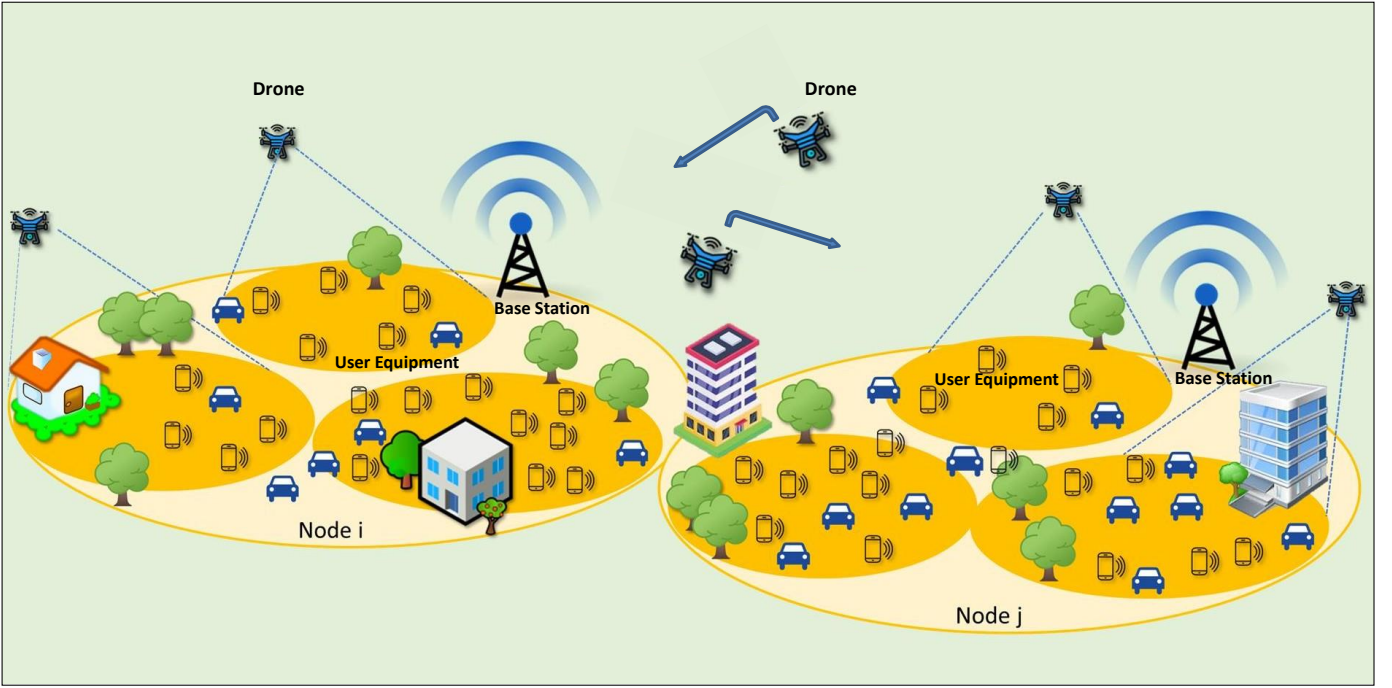 Drone
Drone
Base Station
User Equipment
User Equipment
Base Station
Node i
Node j